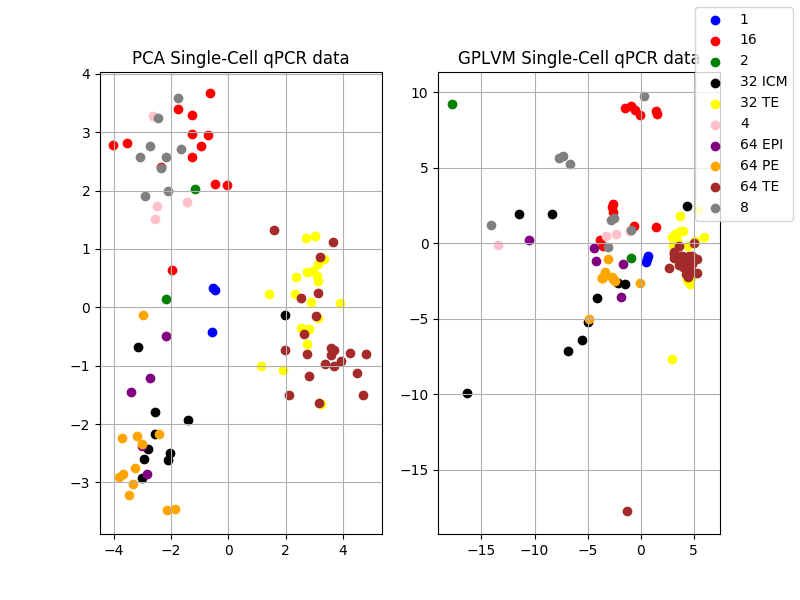 PCA Single-Cell qPCR data
4
3
2
1
0
−1
−2
−3
−4 −2 0 2 4
GPLVM Single-Cell qPCR data
10
5
0
−5
−10
−15
−15 −10 −5 0 5
1
16
2
32 ICM
32 TE
4
64 EPI
64 PE
64 TE
8